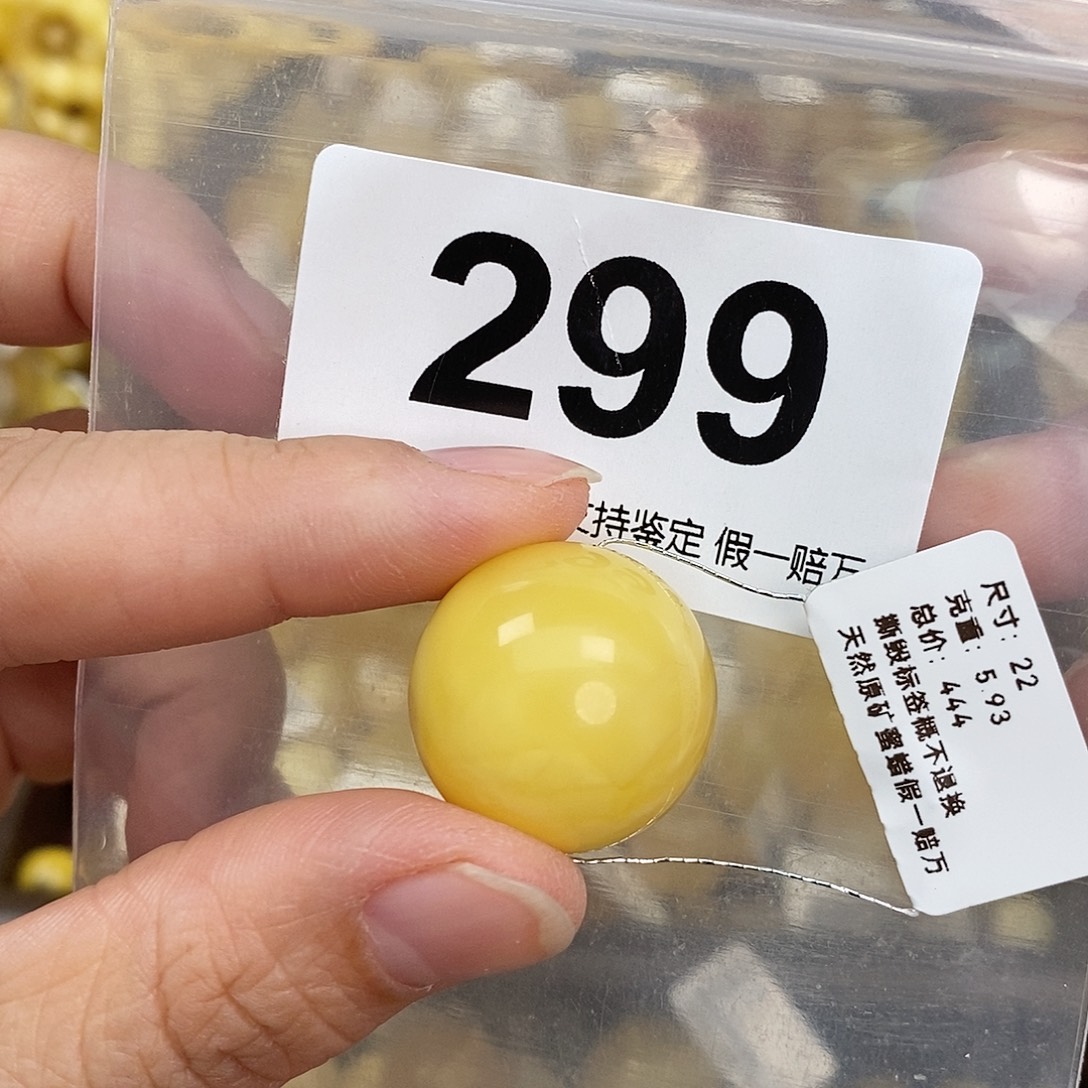 299
支持鉴定 假一赔万
尺寸: 22
克重: 5.93
总价: 444
撕毁标签概不退换
天然原矿蜜蜡假一赔万